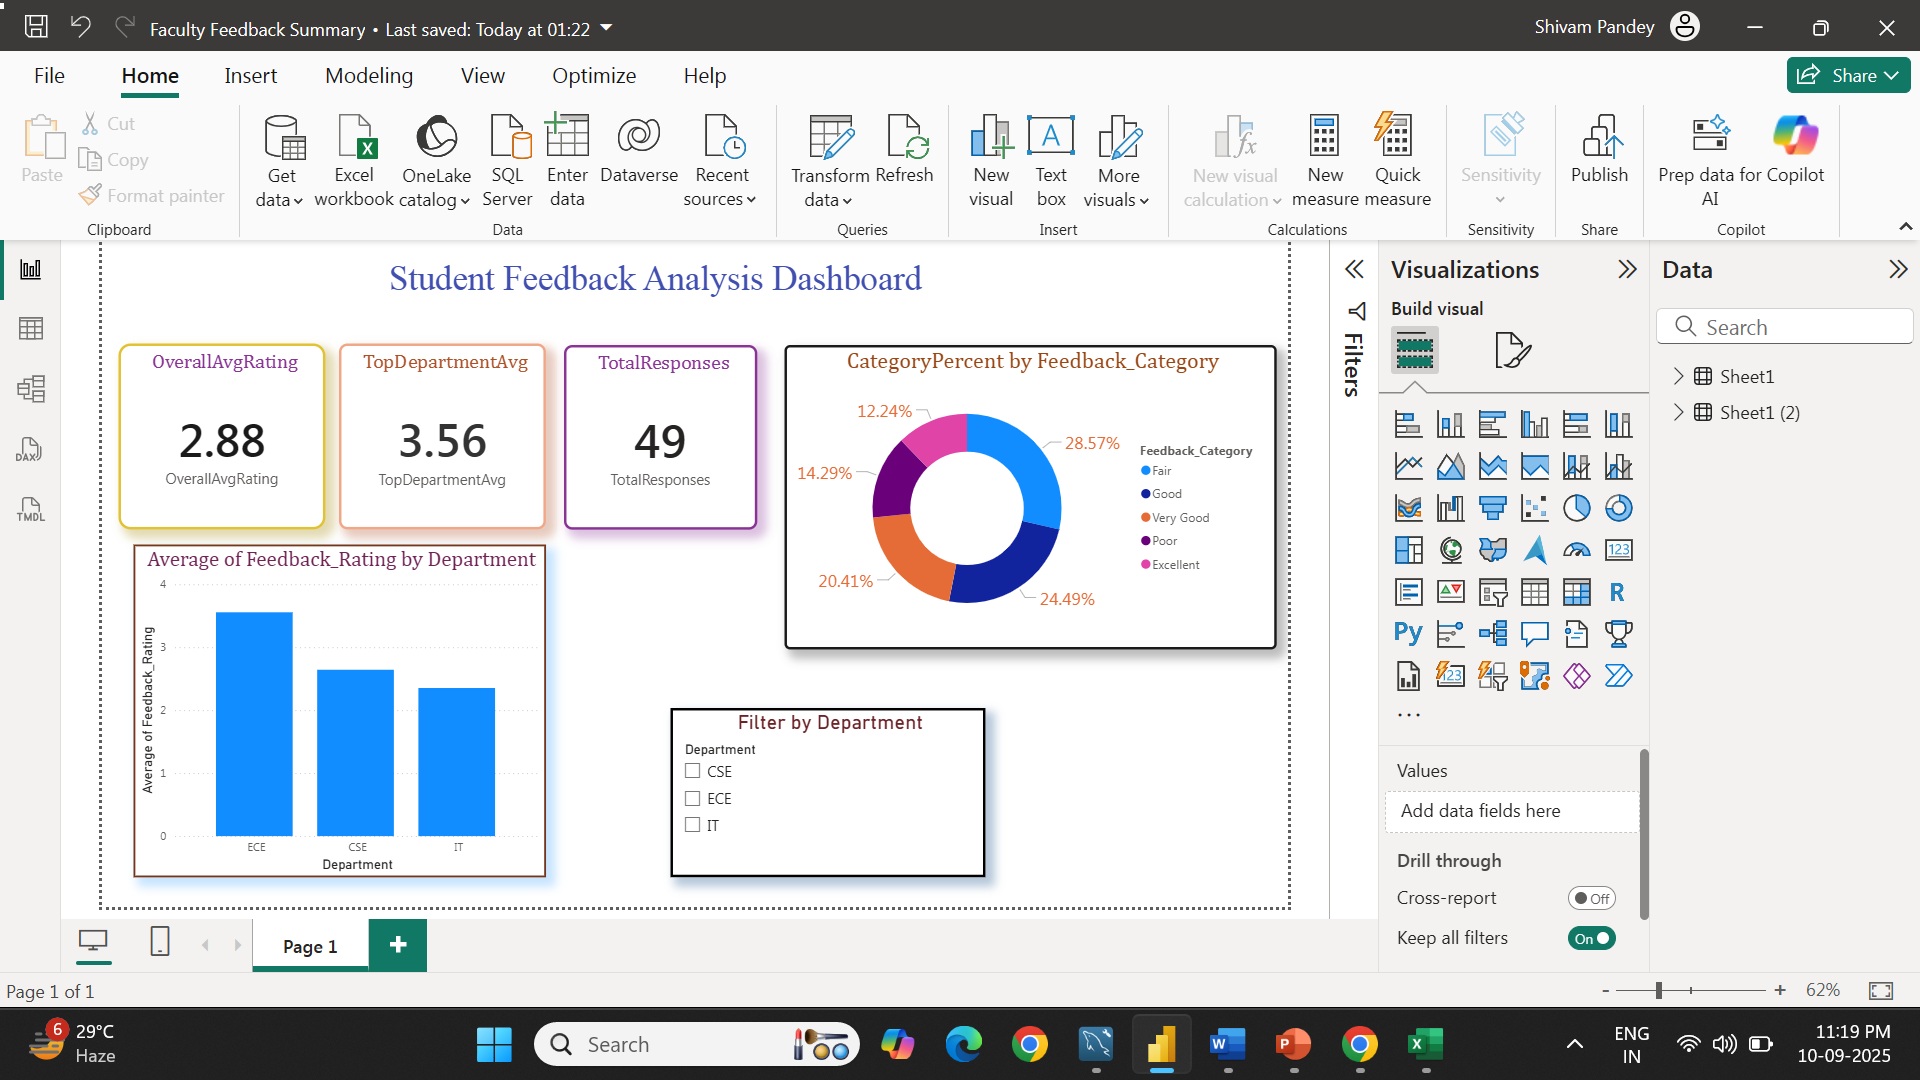 Faculty Feedback Summary • Last saved: Today at 01:22
Shivam Pandey
File Home Insert Modeling View Optimize Help
Share
Paste
Cut
Copy
Format painter
Clipboard
Get data
Excel workbook
OneLake catalog
SQL Server
Enter data
Dataverse
Recent sources
Data
Transform data
Refresh
Queries
New visual
Text box
More visuals
Insert
New visual calculation
New measure
Quick measure
Calculations
Sensitivity
Sensitivity
Publish
Share
Prep data for AI
Copilot
Copilot
DAX
TMDL
Student Feedback Analysis Dashboard
OverallAvgRating
2.88
OverallAvgRating
TopDepartmentAvg
3.56
TopDepartmentAvg
TotalResponses
49
TotalResponses
CategoryPercent by Feedback_Category
12.24%
28.57%
14.29%
20.41%
24.49%
Feedback_Category
Fair
Good
Very Good
Poor
Excellent
Average of Feedback_Rating by Department
Average of Feedback_Rating
4
3
2
1
0
ECE CSE IT
Department
Filter by Department
Department
CSE
ECE
IT
Filters
Visualizations
Build visual
123
R
Py
123
...
Values
Add data fields here
Drill through
Cross-report
Off
Keep all filters
On
Data
Search
Sheet1
Sheet1 (2)
Page 1
+
Page 1 of 1
- + 62%
6
29°C
Haze
Search
W
P
X
ENG
IN
11:19 PM
10-09-2025